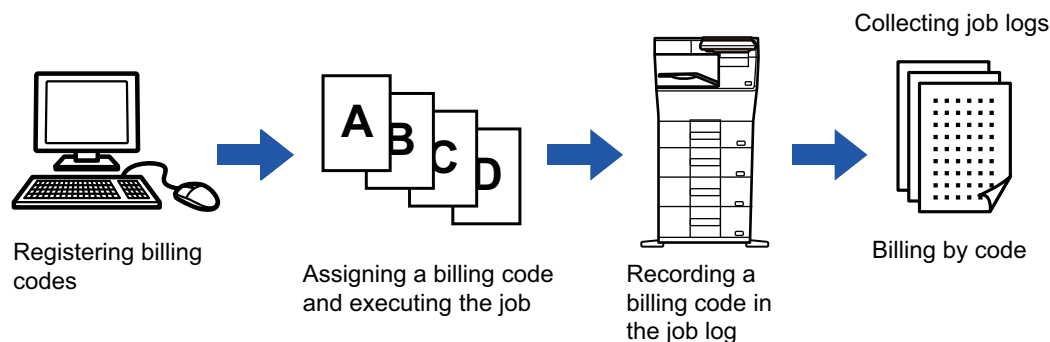 Collecting job logs
A
B
C
D
Registering billing
codes
Assigning a billing code
and executing the job
Recording a
billing code in
the job log
Billing by code